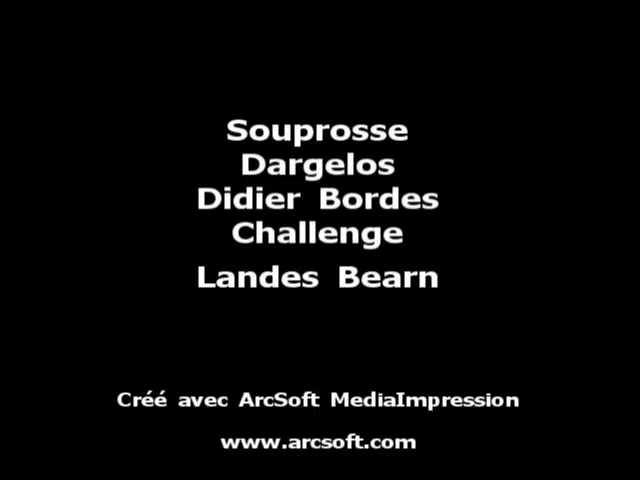 Souprosse
Dargelos
Didier Bordes
Challenge
Landes Bearn
Créé avec ArcSoft MediaImpression
www.arcsoft.com